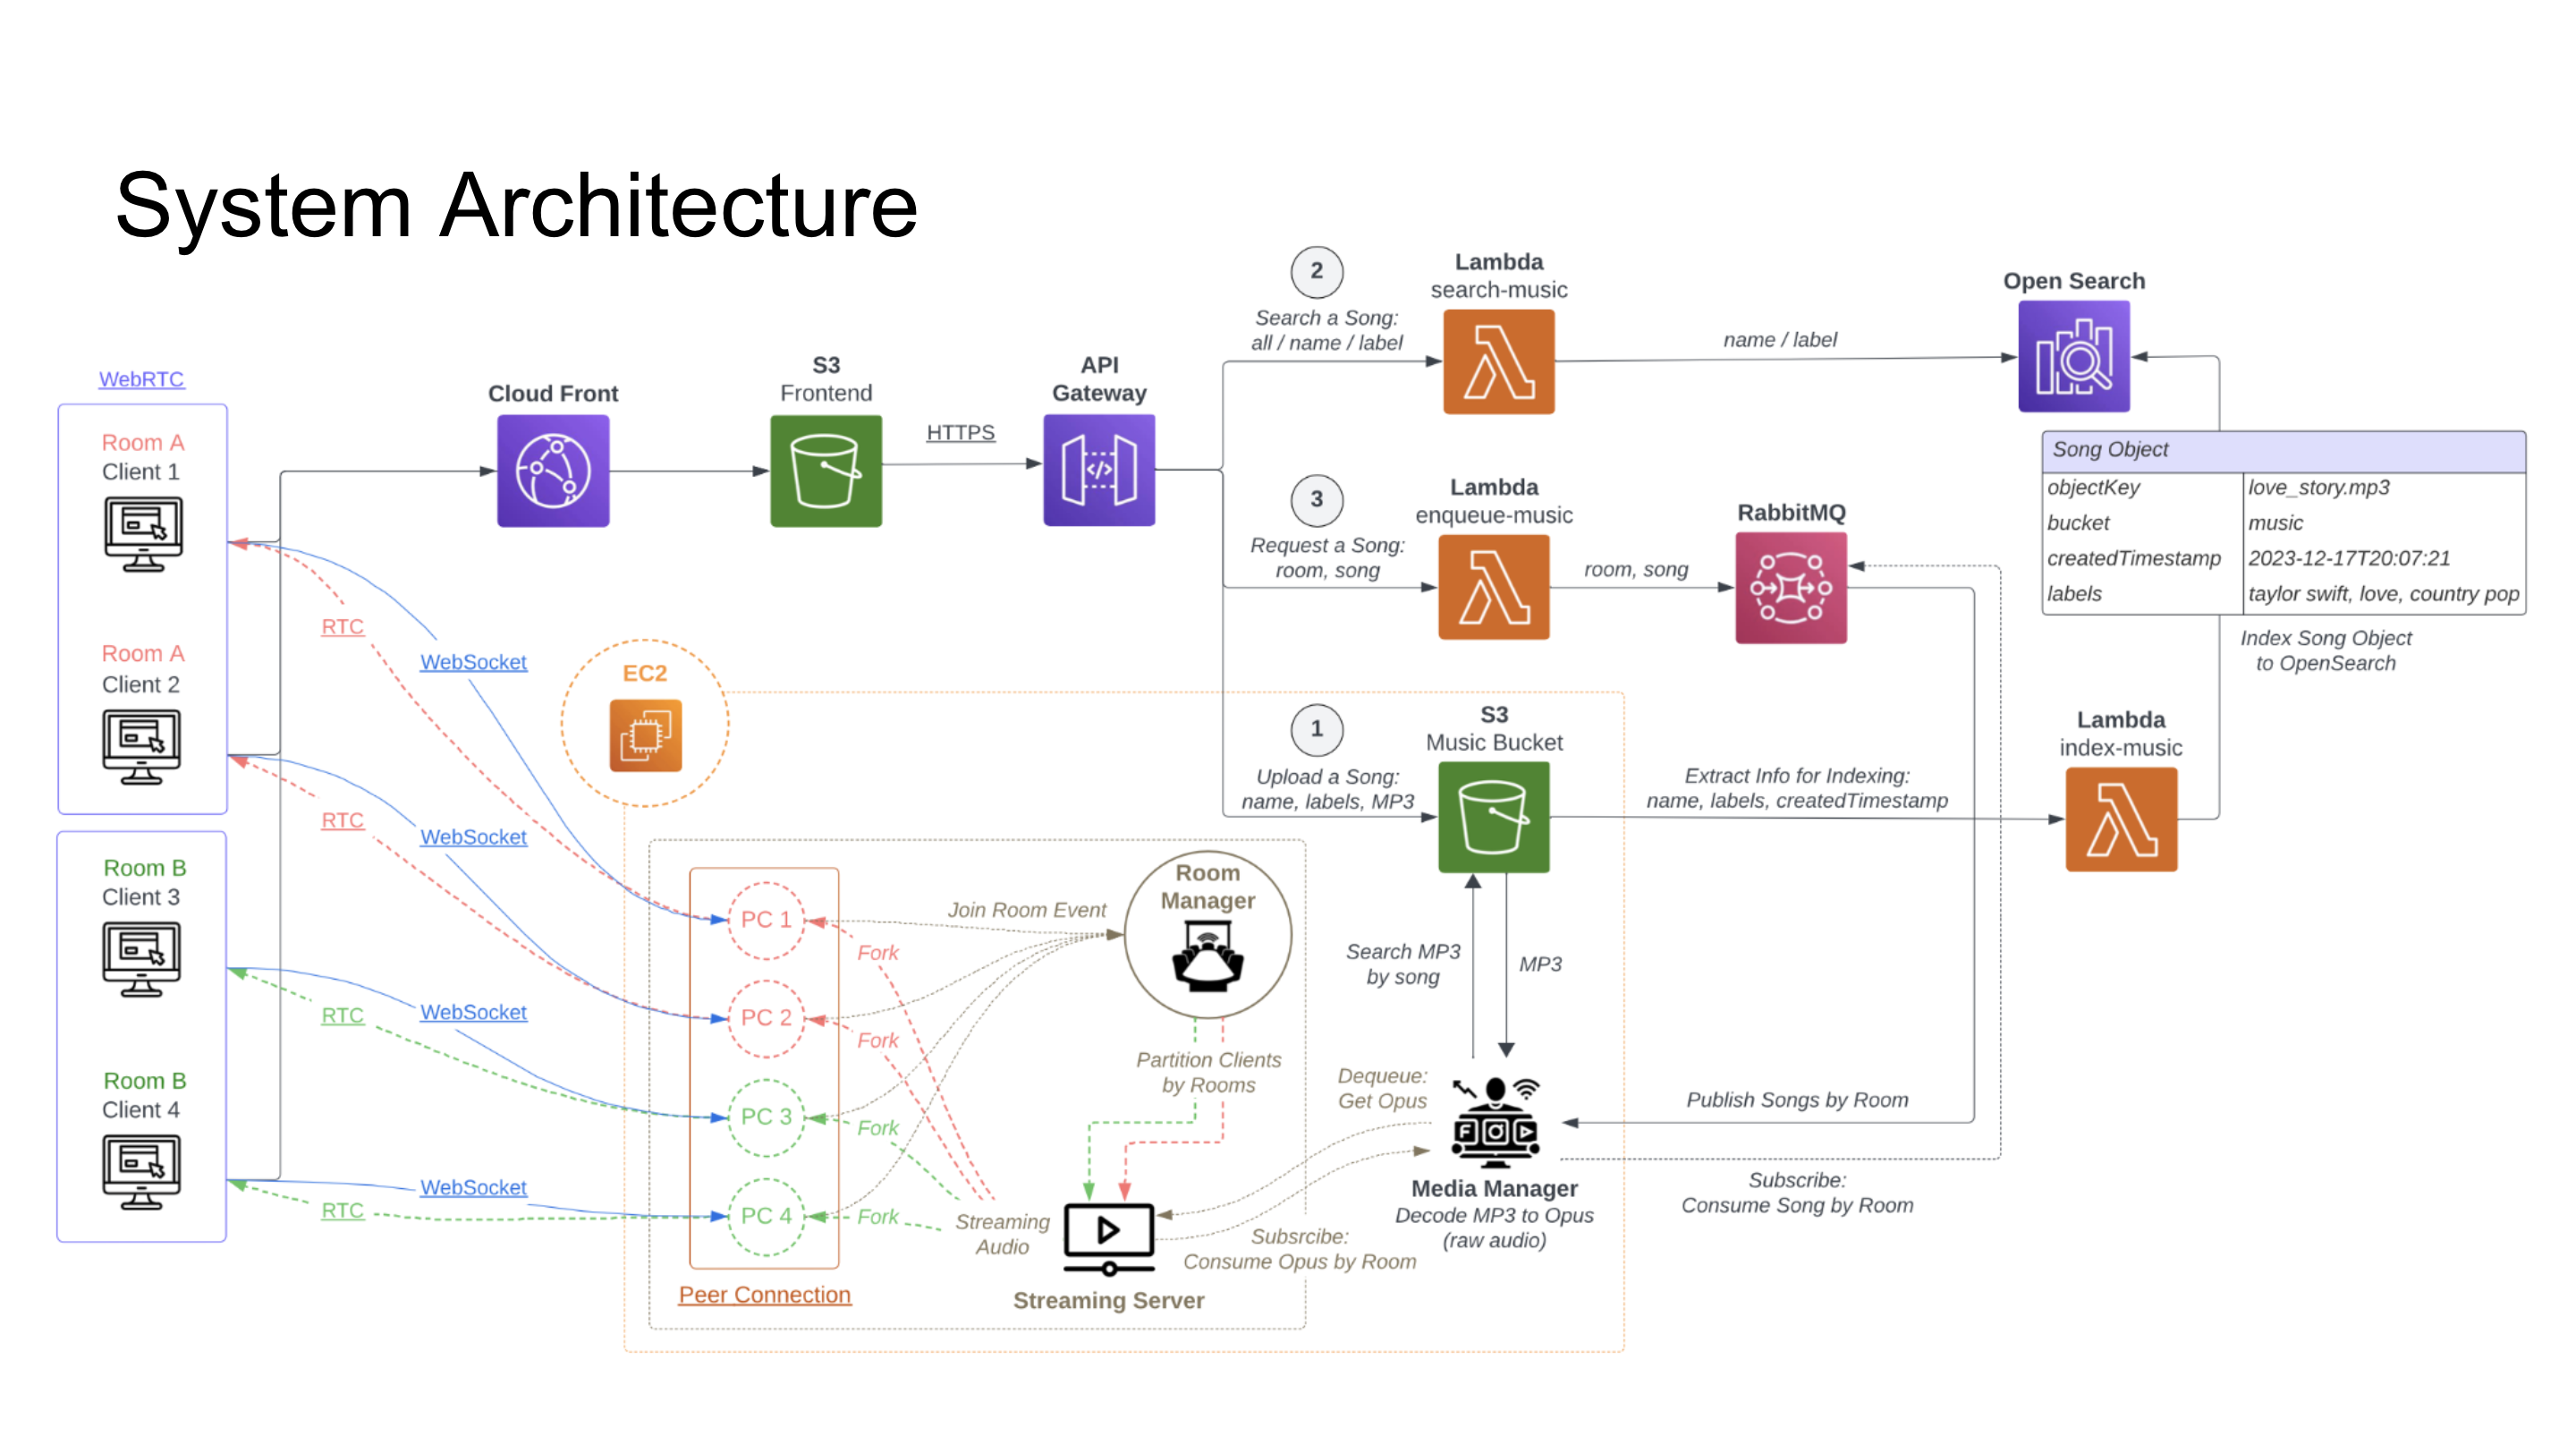 System Architecture
WebRTC
Room A
Client 1
Room A
Client 2
Room B
Client 3
Room B
Client 4
RTC
WebSocket
RTC
WebSocket
RTC
WebSocket
RTC
WebSocket
Cloud Front
S3
Frontend
HTTPS
API
Gateway
2
Search a Song:
all / name / label
Lambda
search-music
name / label
Open Search
3
Request a Song:
room, song
Lambda
enqueue-music
room, song
RabbitMQ
Song Object
objectKey love_story.mp3
bucket music
createdTimestamp 2023-12-17T20:07:21
labels taylor swift, love, country pop
Index Song Object
to OpenSearch
1
Upload a Song:
name, labels, MP3
S3
Music Bucket
Extract Info for Indexing:
name, labels, createdTimestamp
Lambda
index-music
EC2
PC 1
PC 2
PC 3
PC 4
Peer Connection
Join Room Event
Fork
Fork
Fork
Fork
Room
Manager
Partition Clients
by Rooms
Streaming
Audio
Streaming Server
Search MP3
by song
MP3
Dequeue:
Get Opus
Subsrcibe:
Consume Opus by Room
Media Manager
Decode MP3 to Opus
(raw audio)
Publish Songs by Room
Subscribe:
Consume Song by Room